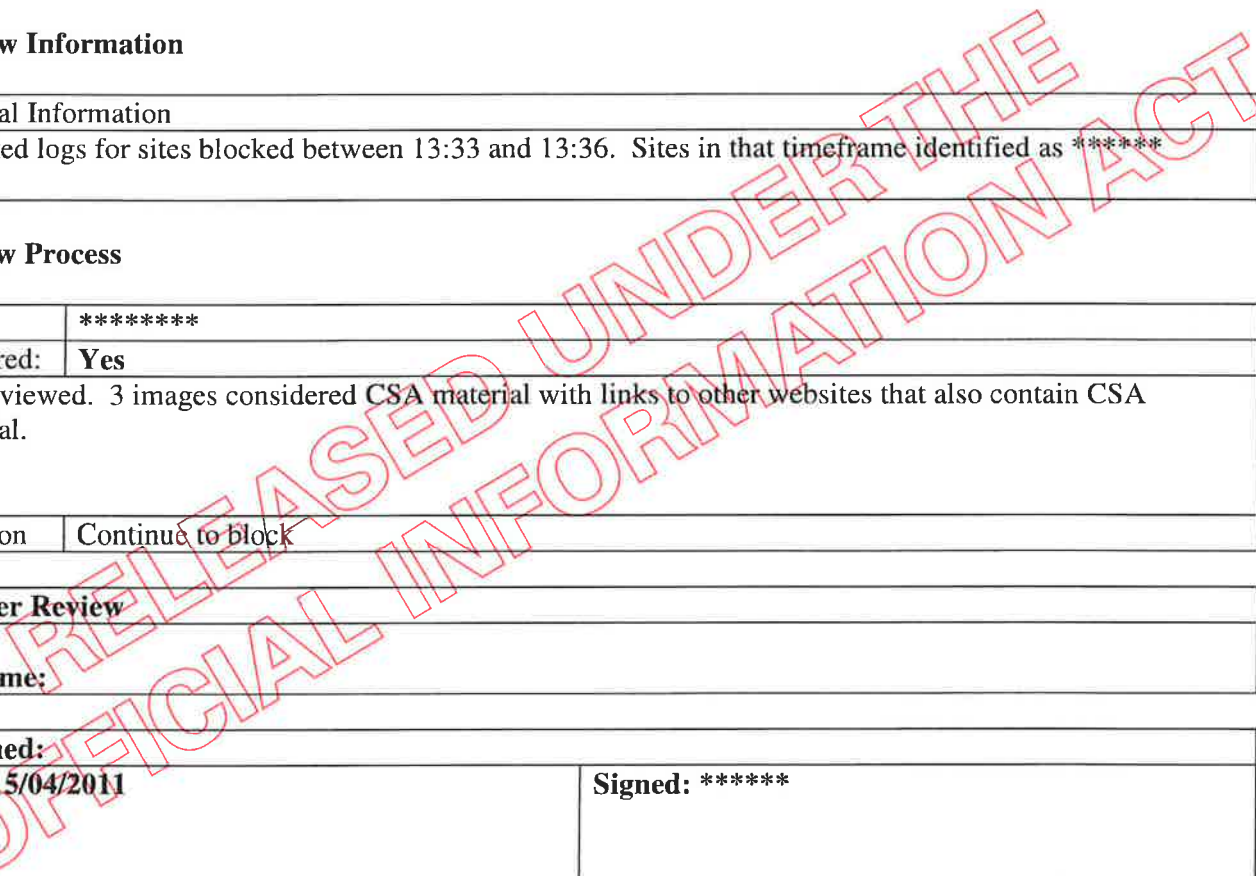 w Information
al Information
ed logs for sites blocked between 13:33 and 13:36. Sites in that timeframe identified as ******
w Process
********
red: Yes
viewed. 3 images considered CSA material with links to other websites that also contain CSA
al.
on Continue to block
er Review
me:
ned:
5/04/2011 Signed: ******
RELEASED UNDER THE
OFFICIAL INFORMATION ACT